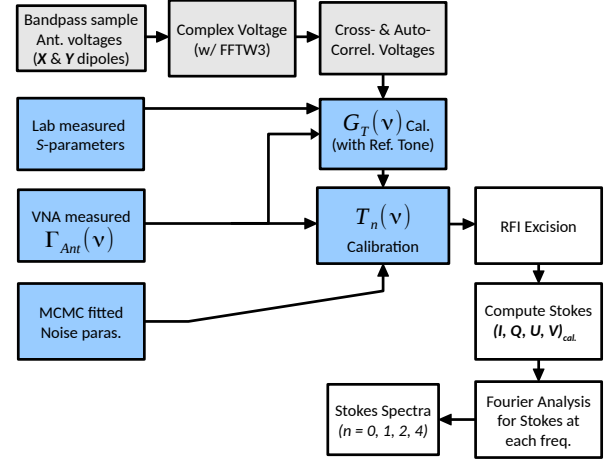 Bandpass sample
Ant. voltages
(X & Y dipoles)
Complex Voltage
(w/ FFTW3)
Cross- & Auto-
Correl. Voltages
Lab measured
S-parameters
G_T(ν) Cal.
(with Ref. Tone)
VNA measured
Γ_Ant(ν)
T_n(ν)
Calibration
RFI Excision
MCMC fitted
Noise paras.
Compute Stokes
(I, Q, U, V)cal.
Stokes Spectra
(n = 0, 1, 2, 4)
Fourier Analysis
for Stokes at
each freq.